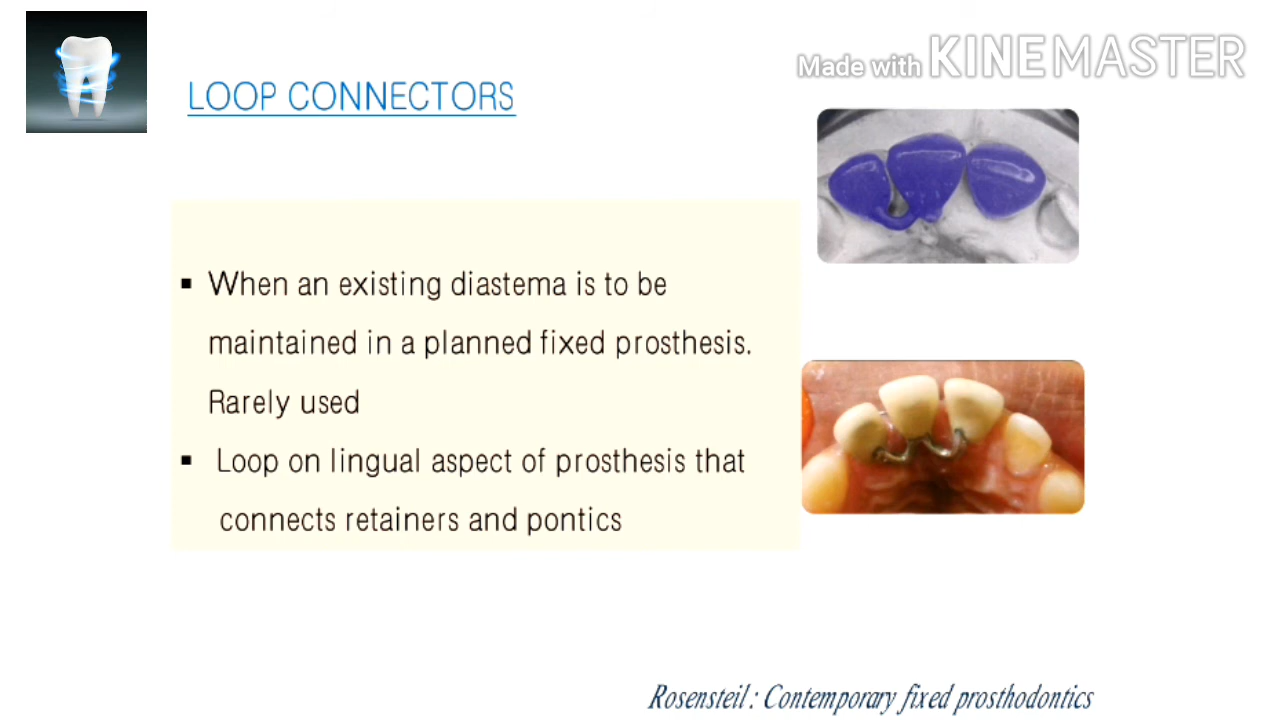 Made with KINEMASTER
LOOP CONNECTORS
▪ When an existing diastema is to be
maintained in a planned fixed prosthesis.
Rarely used
▪ Loop on lingual aspect of prosthesis that
connects retainers and pontics
Rosensteil : Contemporary fixed prosthodontics